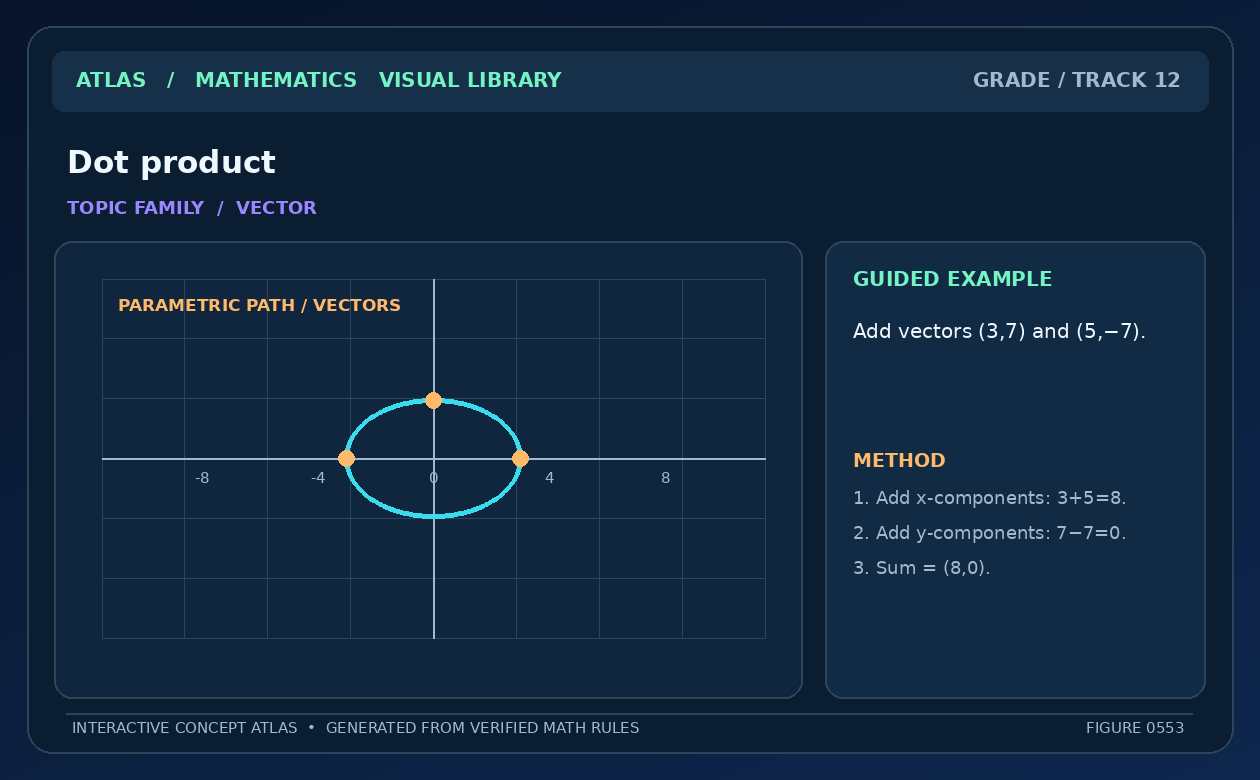 ATLAS / MATHEMATICS VISUAL LIBRARY
GRADE / TRACK 12
Dot product
TOPIC FAMILY / VECTOR
PARAMETRIC PATH / VECTORS
-8 -4 0 4 8
GUIDED EXAMPLE
Add vectors (3,7) and (5,−7).
METHOD
1. Add x-components: 3+5=8.
2. Add y-components: 7−7=0.
3. Sum = (8,0).
INTERACTIVE CONCEPT ATLAS • GENERATED FROM VERIFIED MATH RULES
FIGURE 0553